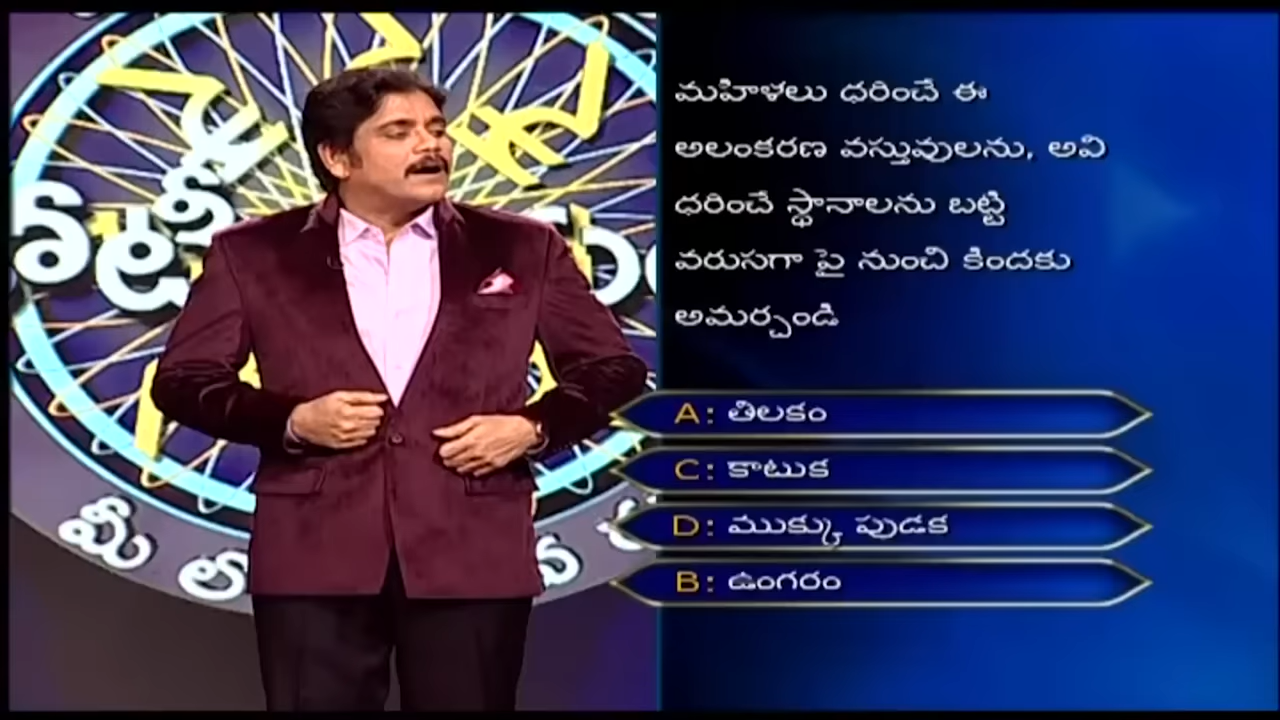 మహిళలు ధరించే ఈ
అలంకరణ వస్తువులను, అవి
ధరించే స్థానాలను బట్టి
వరుసగా పై నుంచి కిందకు
అమర్చండి
A: తిలకం
C: కాటుక
D: ముక్కు పుడక
B: ఉంగరం
మీ